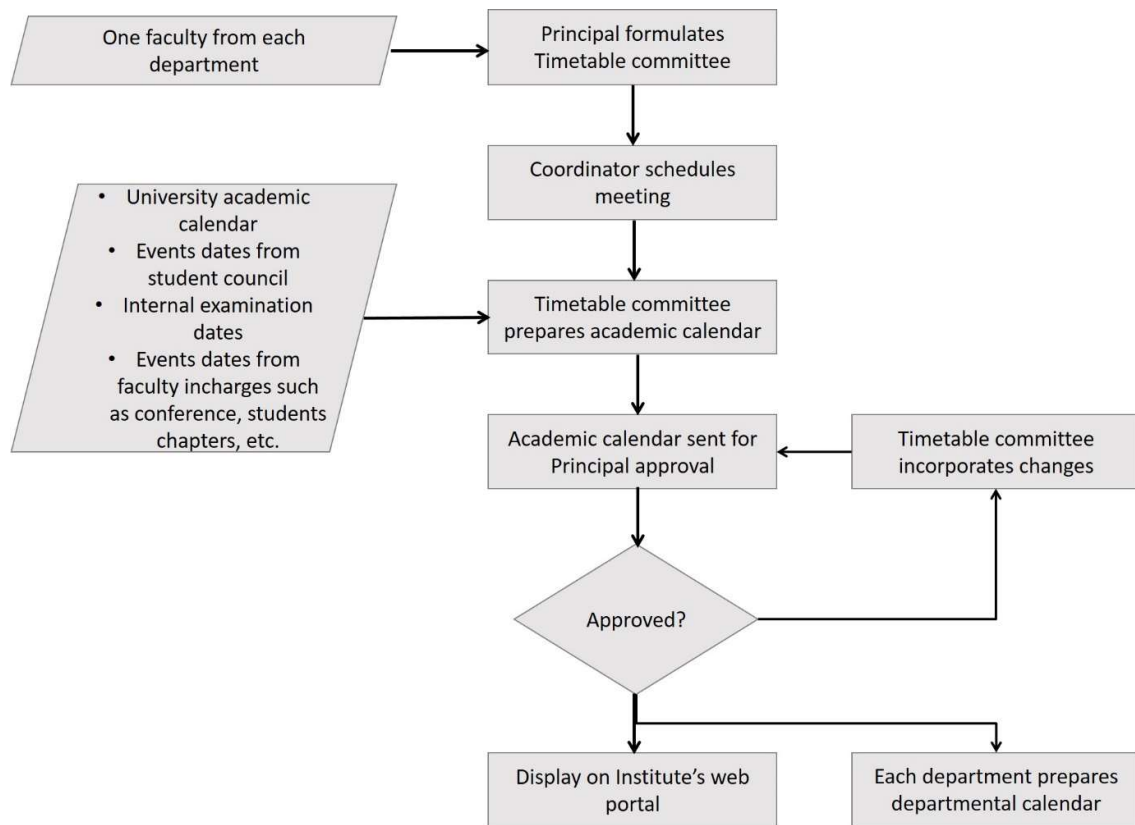 One faculty from each
department
Principal formulates
Timetable committee
Coordinator schedules
meeting
• University academic
calendar
• Events dates from
student council
• Internal examination
dates
• Events dates from
faculty incharges such
as conference, students
chapters, etc.
Timetable committee
prepares academic calendar
Academic calendar sent for
Principal approval
Timetable committee
incorporates changes
Approved?
Display on Institute’s web
portal
Each department prepares
departmental calendar